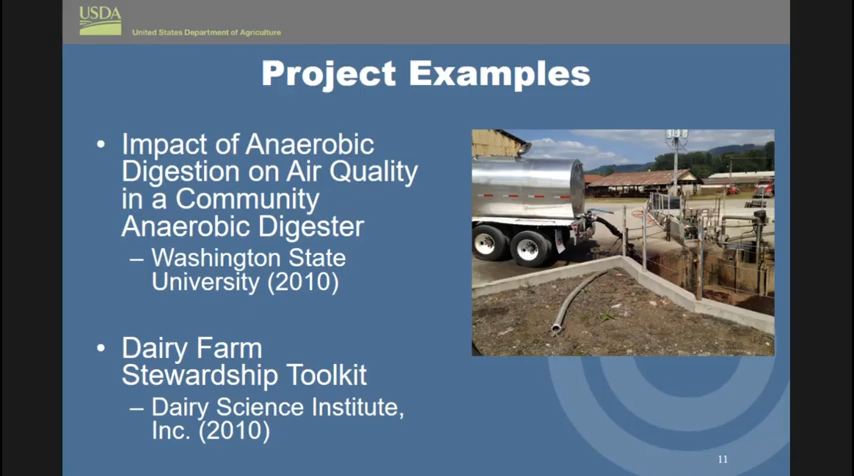 USDA
United States Department of Agriculture
Project Examples
• Impact of Anaerobic
Digestion on Air Quality
in a Community
Anaerobic Digester
– Washington State
University (2010)
• Dairy Farm
Stewardship Toolkit
– Dairy Science Institute,
Inc. (2010)
11